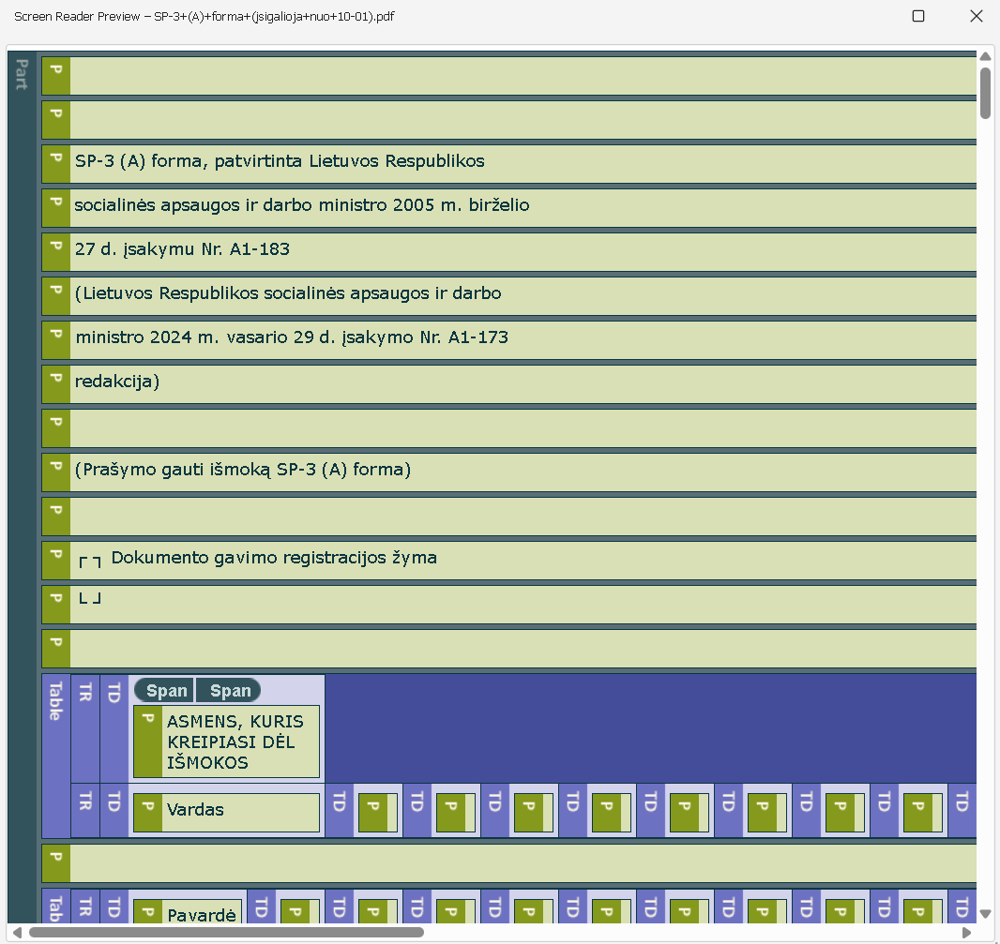 Screen Reader Preview – SP-3+(A)+forma+(įsigalioja+nuo+10-01).pdf
Part
P
P
P SP-3 (A) forma, patvirtinta Lietuvos Respublikos
P socialinės apsaugos ir darbo ministro 2005 m. birželio
P 27 d. įsakymu Nr. A1-183
P (Lietuvos Respublikos socialinės apsaugos ir darbo
P ministro 2024 m. vasario 29 d. įsakymo Nr. A1-173
P redakcija)
P
P (Prašymo gauti išmoką SP-3 (A) forma)
P
P ┌ ┐ Dokumento gavimo registracijos žyma
P └ ┘
P
Table TR TD Span Span
P ASMENS, KURIS
KREIPIASI DĖL
IŠMOKOS
TR TD P Vardas TD P TD P TD P TD P TD P TD P TD P TD P TD
P
Tab TR TD P Pavardė TD P TD P TD P TD P TD P TD P TD P TD P TD P TD